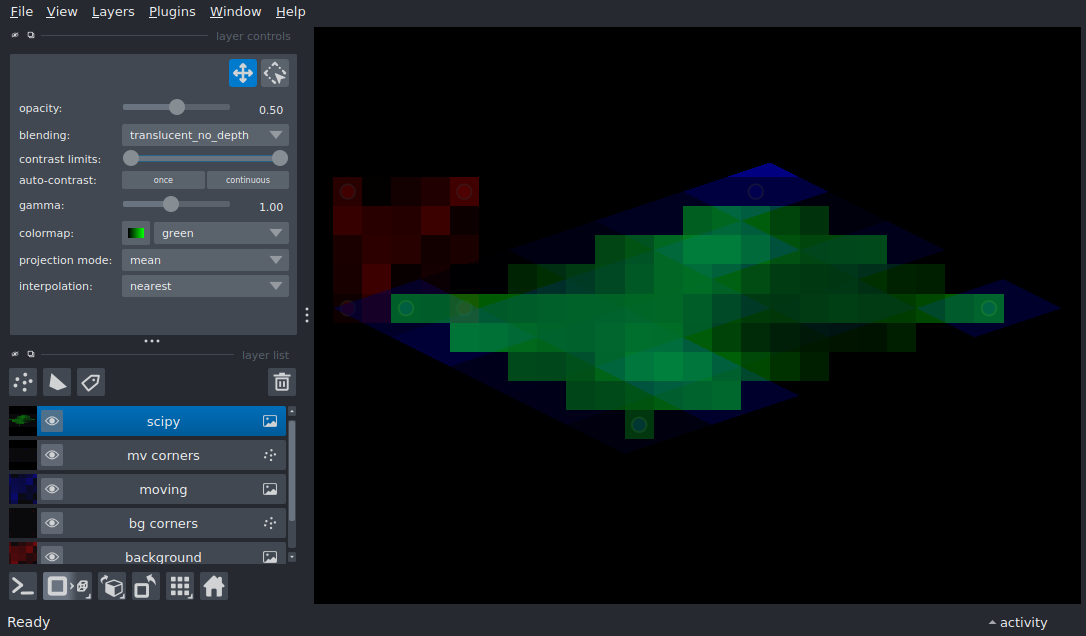 File View Layers Plugins Window Help
layer controls
opacity: 0.50
blending: translucent_no_depth
contrast limits:
auto-contrast: once continuous
gamma: 1.00
colormap: green
projection mode: mean
interpolation: nearest
layer list
scipy
mv corners
moving
bg corners
background
Ready activity